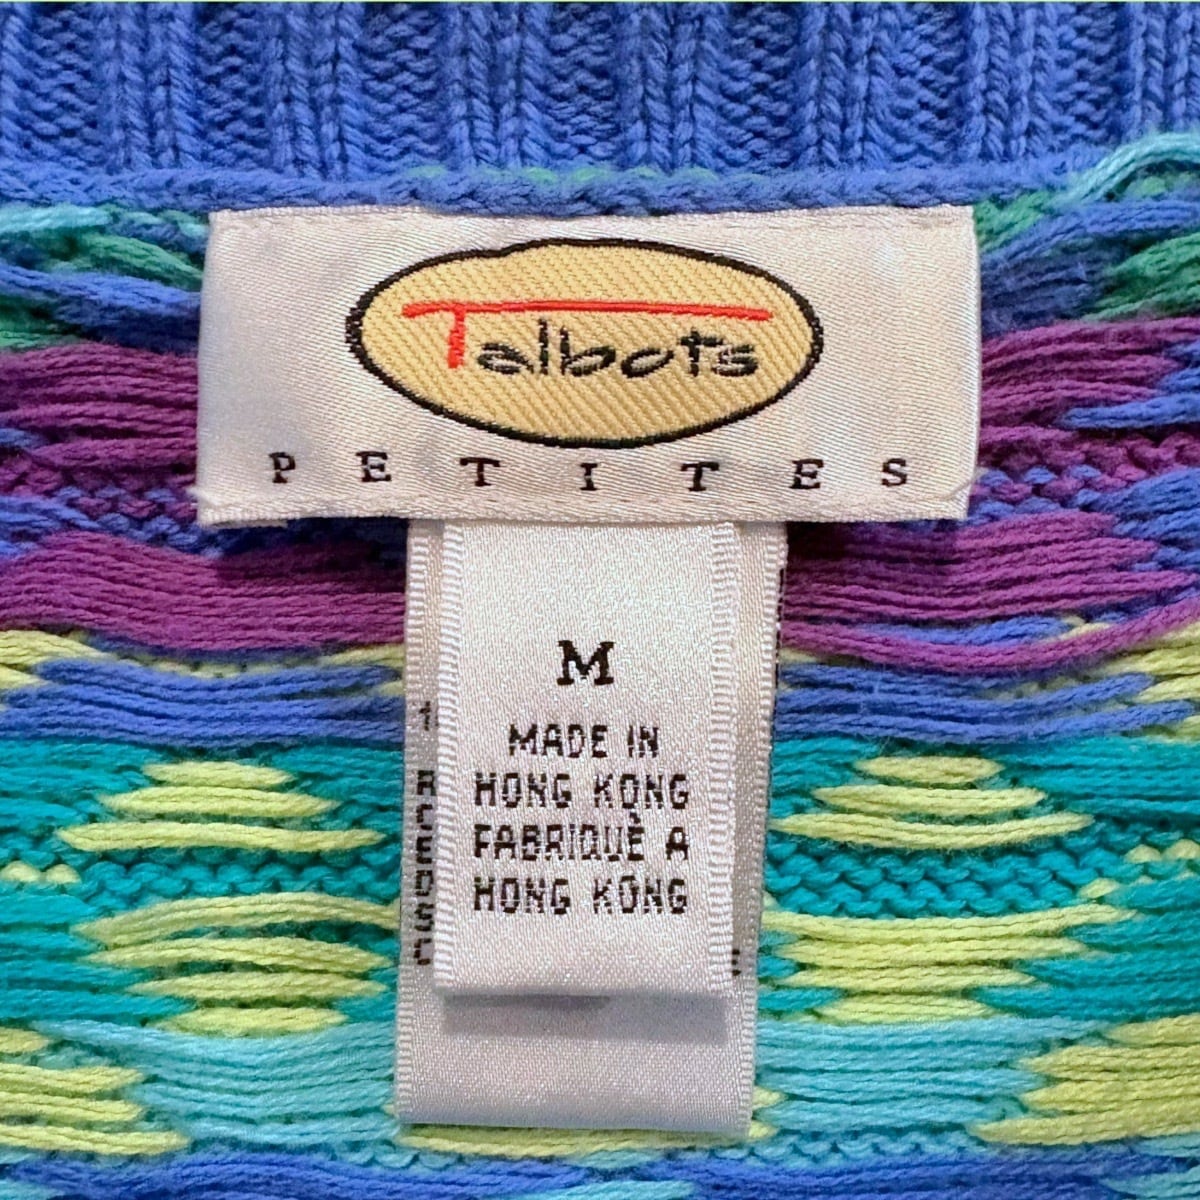 Talbots
PETITES
M
MADE IN
HONG KONG
FABRIQUÈ A
HONG KONG